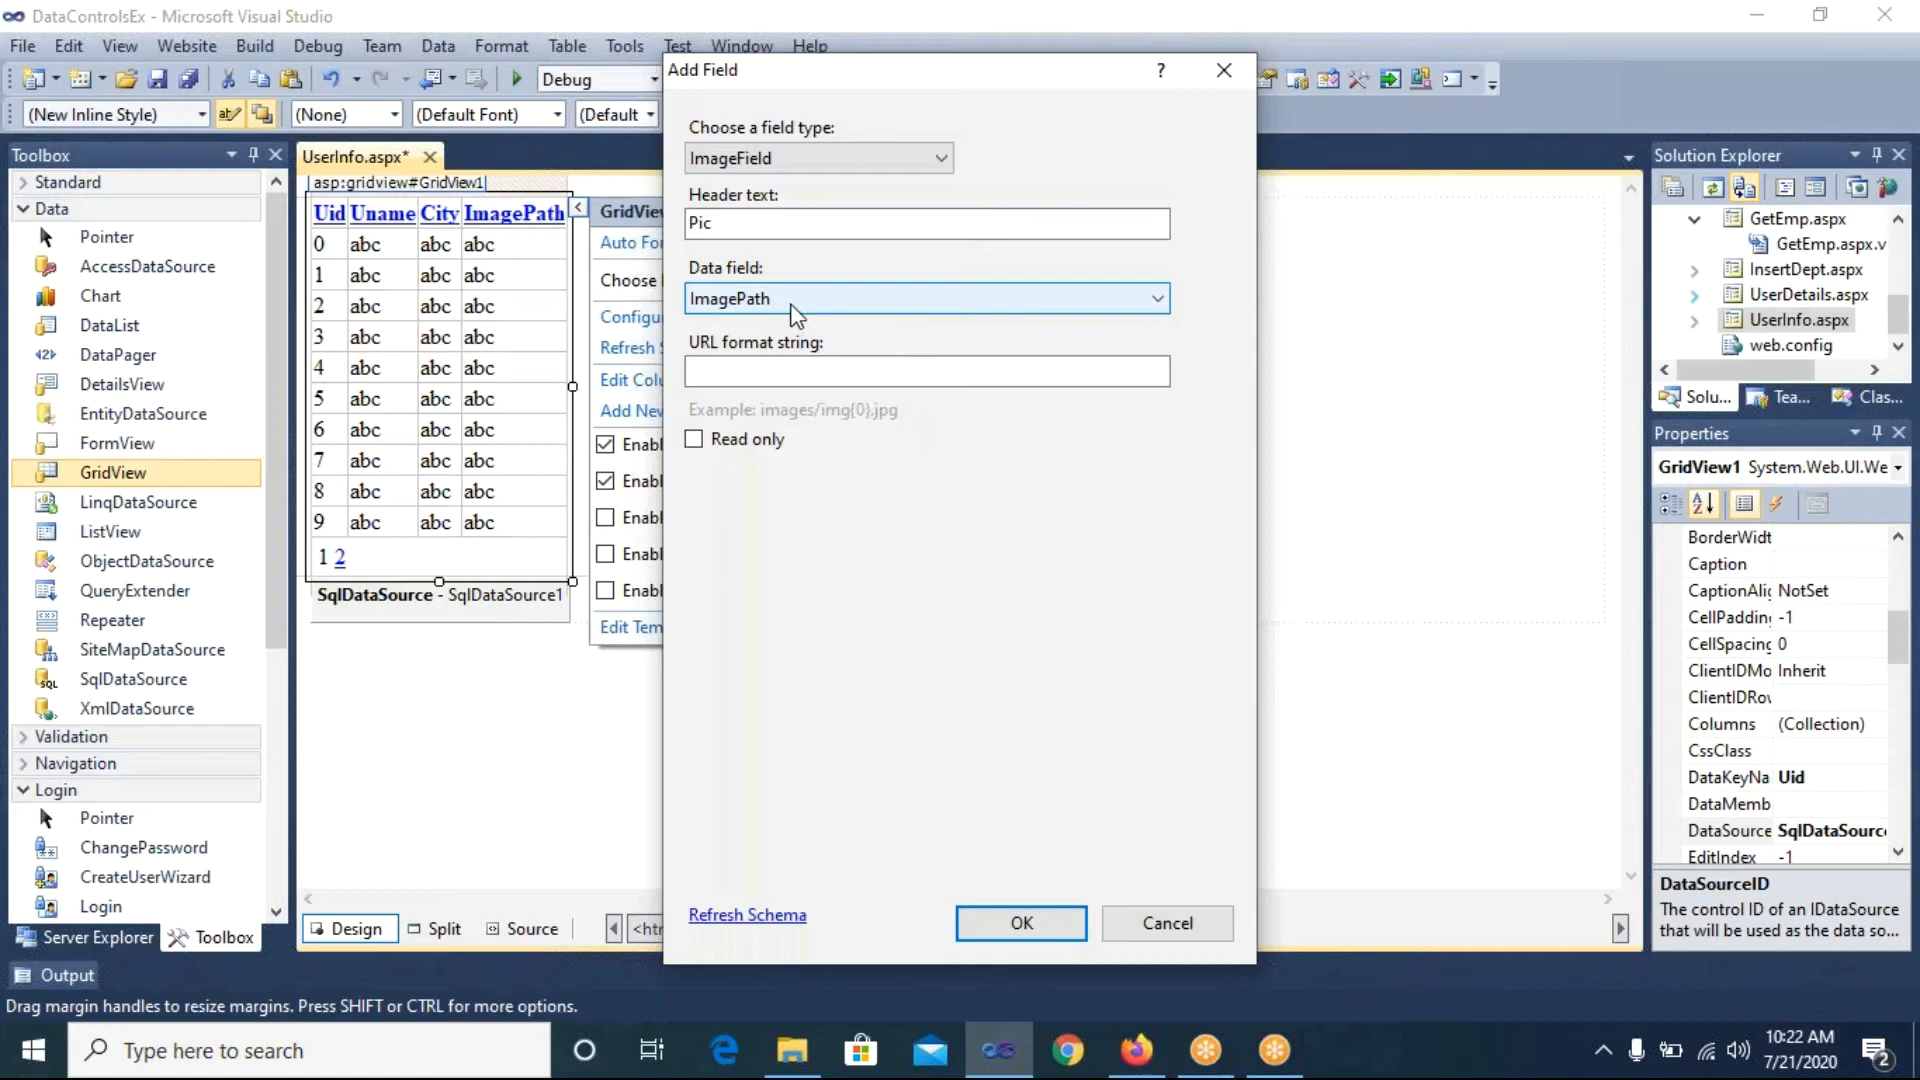 DataControlsEx - Microsoft Visual Studio
File Edit View Website Build Debug Team Data Format Table Tools Test Window Help
Debug
(New Inline Style) (None) (Default Font) (Default
Toolbox
Standard
Data
Pointer
AccessDataSource
Chart
DataList
DataPager
DetailsView
EntityDataSource
FormView
GridView
LinqDataSource
ListView
ObjectDataSource
QueryExtender
Repeater
SiteMapDataSource
SqlDataSource
XmlDataSource
Validation
Navigation
Login
Pointer
ChangePassword
CreateUserWizard
Login
Server Explorer Toolbox
Output
UserInfo.aspx*
asp:gridview#GridView1
Uid Uname City ImagePath
0 abc abc abc
1 abc abc abc
2 abc abc abc
3 abc abc abc
4 abc abc abc
5 abc abc abc
6 abc abc abc
7 abc abc abc
8 abc abc abc
9 abc abc abc
1 2
SqlDataSource - SqlDataSource1
GridView
Auto For
Choose
Configu
Refresh
Edit Colu
Add New
Enabl
Enabl
Enabl
Enabl
Enabl
Edit Tem
Design Split Source <htr
Add Field
?
Choose a field type:
ImageField
Header text:
Pic
Data field:
ImagePath
URL format string:
Example: images/img{0}.jpg
Read only
Refresh Schema
OK Cancel
Solution Explorer
GetEmp.aspx
GetEmp.aspx.v
InsertDept.aspx
UserDetails.aspx
UserInfo.aspx
web.config
Solu... Tea... Clas...
Properties
GridView1 System.Web.UI.We
BorderWidt
Caption
CaptionAlig NotSet
CellPadding -1
CellSpacing 0
ClientIDMo Inherit
ClientIDRov
Columns (Collection)
CssClass
DataKeyNa Uid
DataMemb
DataSource SqlDataSourc
EditIndex -1
DataSourceID
The control ID of an IDataSource
that will be used as the data so...
Drag margin handles to resize margins. Press SHIFT or CTRL for more options.
Type here to search
10:22 AM
7/21/2020
2